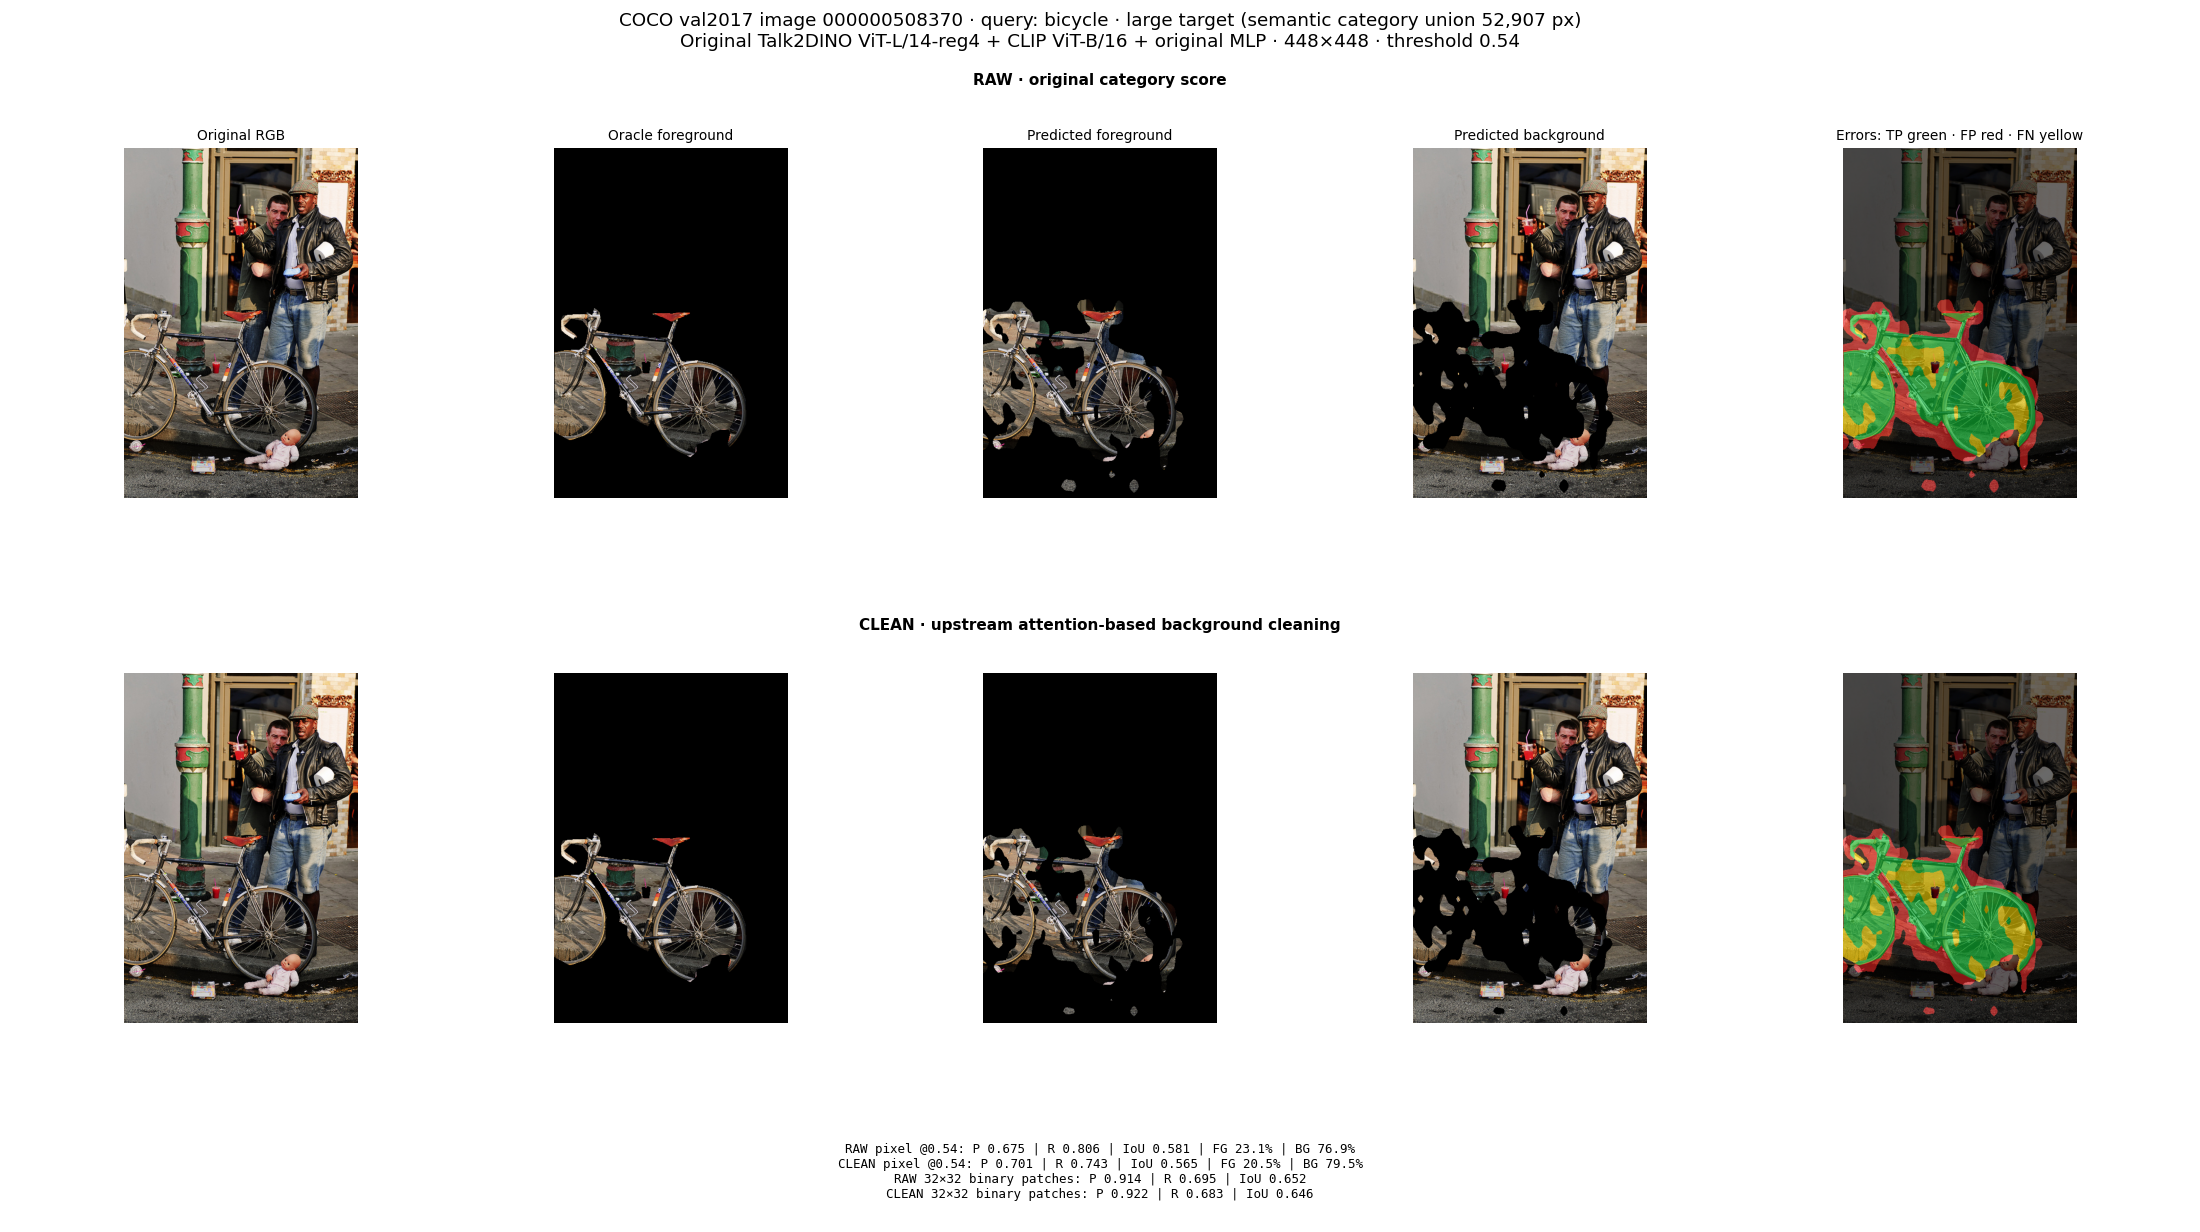 COCO val2017 image 000000508370 · query: bicycle · large target (semantic category union 52,907 px)
Original Talk2DINO ViT-L/14-reg4 + CLIP ViT-B/16 + original MLP · 448×448 · threshold 0.54
RAW · original category score
Original RGB
Oracle foreground
Predicted foreground
Predicted background
Errors: TP green · FP red · FN yellow
CLEAN · upstream attention-based background cleaning
RAW pixel @0.54: P 0.675 | R 0.806 | IoU 0.581 | FG 23.1% | BG 76.9%
CLEAN pixel @0.54: P 0.701 | R 0.743 | IoU 0.565 | FG 20.5% | BG 79.5%
RAW 32×32 binary patches: P 0.914 | R 0.695 | IoU 0.652
CLEAN 32×32 binary patches: P 0.922 | R 0.683 | IoU 0.646